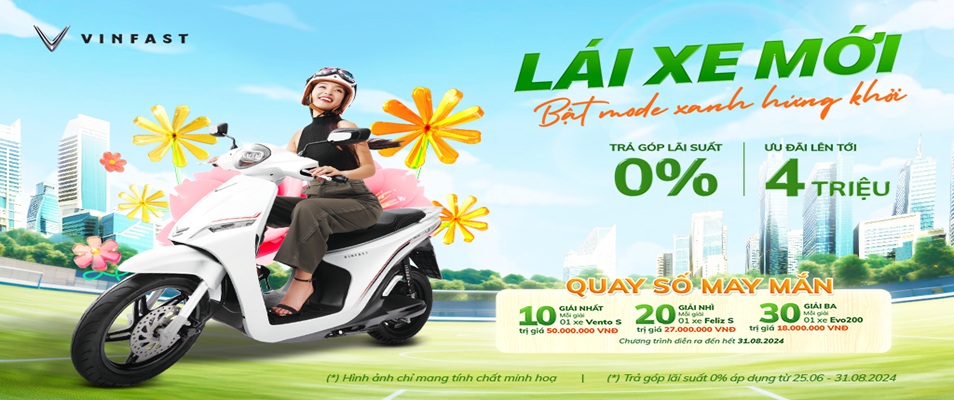 VINFAST
LÁI XE MỚI
Bật mode xanh hứng khởi
TRẢ GÓP LÃI SUẤT
0%
ƯU ĐÃI LÊN TỚI
4 TRIỆU
VINFAST
QUAY SỐ MAY MẮN
10 GIẢI NHẤT
Mỗi giải
01 xe Vento S
trị giá 50.000.000 VNĐ
20 GIẢI NHÌ
Mỗi giải
01 xe Feliz S
trị giá 27.000.000 VNĐ
30 GIẢI BA
Mỗi giải
01 xe Evo200
trị giá 18.000.000 VNĐ
Chương trình diễn ra đến hết 31.08.2024
(*) Hình ảnh chỉ mang tính chất minh hoạ | (*) Trả góp lãi suất 0% áp dụng từ 25.06 - 31.08.2024